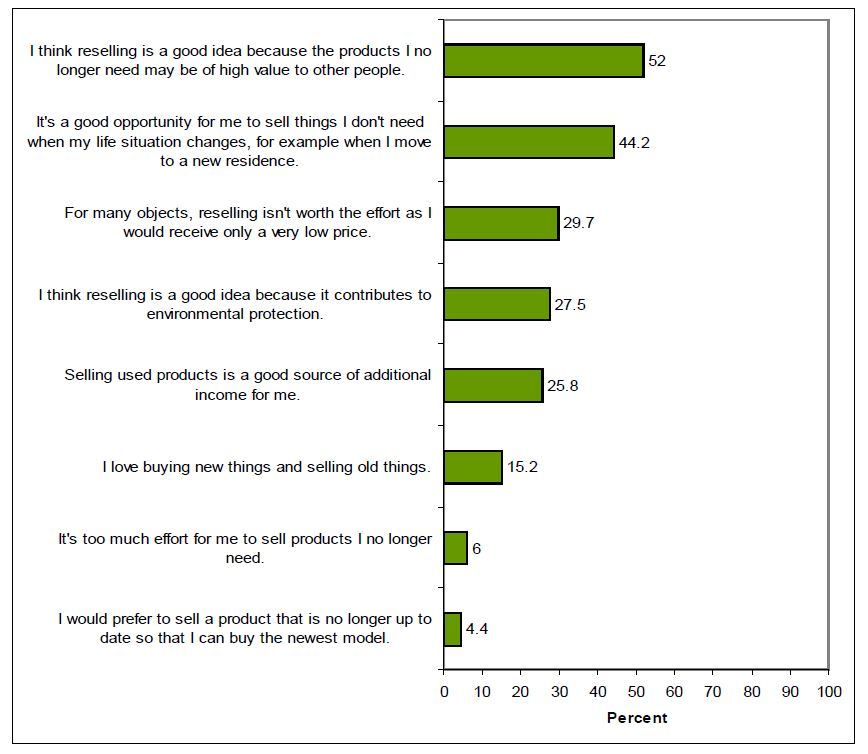 I think reselling is a good idea because the products I no
longer need may be of high value to other people.
52
It's a good opportunity for me to sell things I don't need
when my life situation changes, for example when I move
to a new residence.
44.2
For many objects, reselling isn't worth the effort as I
would receive only a very low price.
29.7
I think reselling is a good idea because it contributes to
environmental protection.
27.5
Selling used products is a good source of additional
income for me.
25.8
I love buying new things and selling old things.
15.2
It's too much effort for me to sell products I no longer
need.
6
I would prefer to sell a product that is no longer up to
date so that I can buy the newest model.
4.4
0 10 20 30 40 50 60 70 80 90 100
Percent